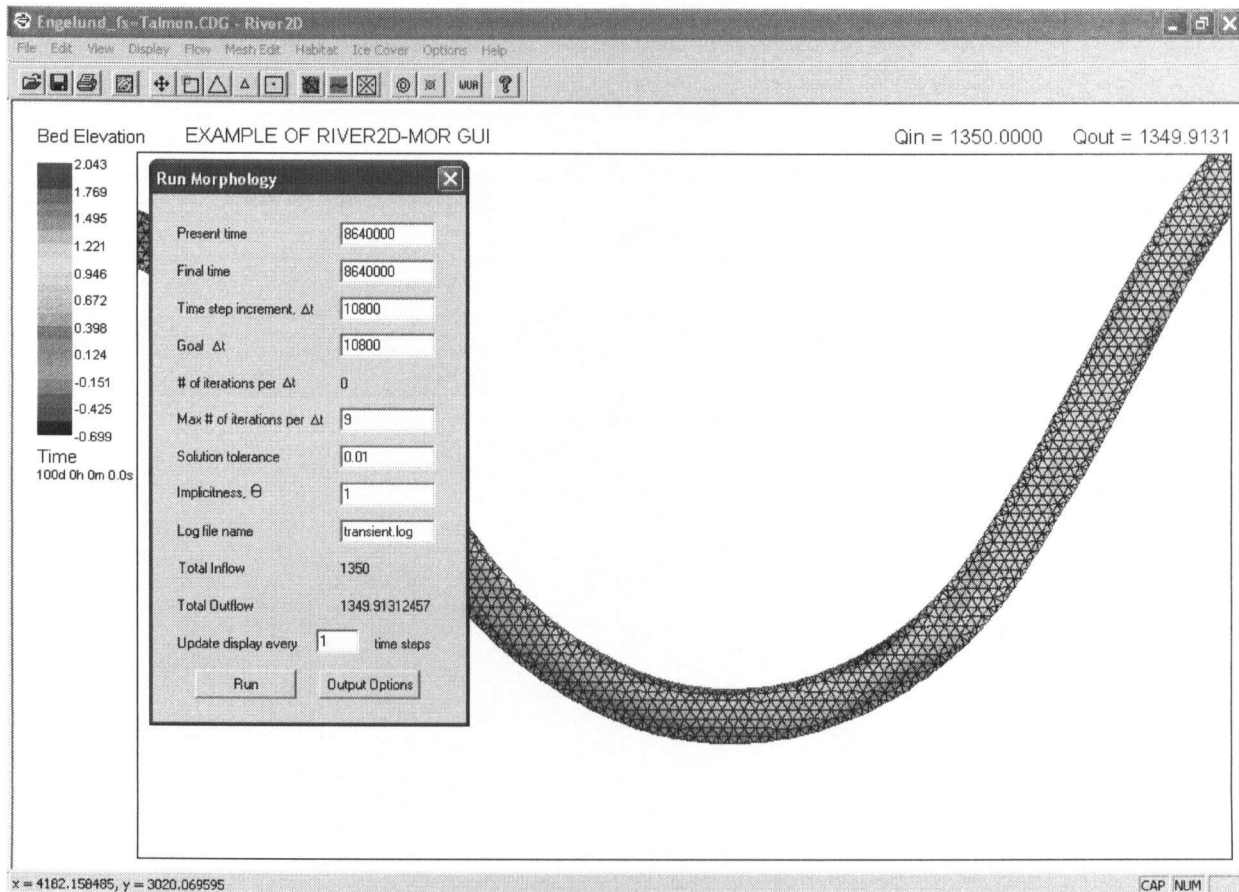 Engelund_fs-Talmon.CDG - River2D
File Edit View Display Flow Mesh Edit Habitat Ice Cover Options Help
WUA ?
Bed Elevation EXAMPLE OF RIVER2D-MOR GUI Qin = 1350.0000 Qout = 1349.9131
2.043
1.769
1.495
1.221
0.946
0.672
0.398
0.124
-0.151
-0.425
-0.699
Time
100d 0h 0m 0.0s
Run Morphology
Present time 8640000
Final time 8640000
Time step increment, Δt 10800
Goal Δt 10800
# of iterations per Δt 0
Max # of iterations per Δt 9
Solution tolerance 0.01
Implicitness, Θ 1
Log file name transient.log
Total Inflow 1350
Total Outflow 1349.91312457
Update display every 1 time steps
Run Output Options
x = 4182.158485, y = 3020.069595 CAP NUM